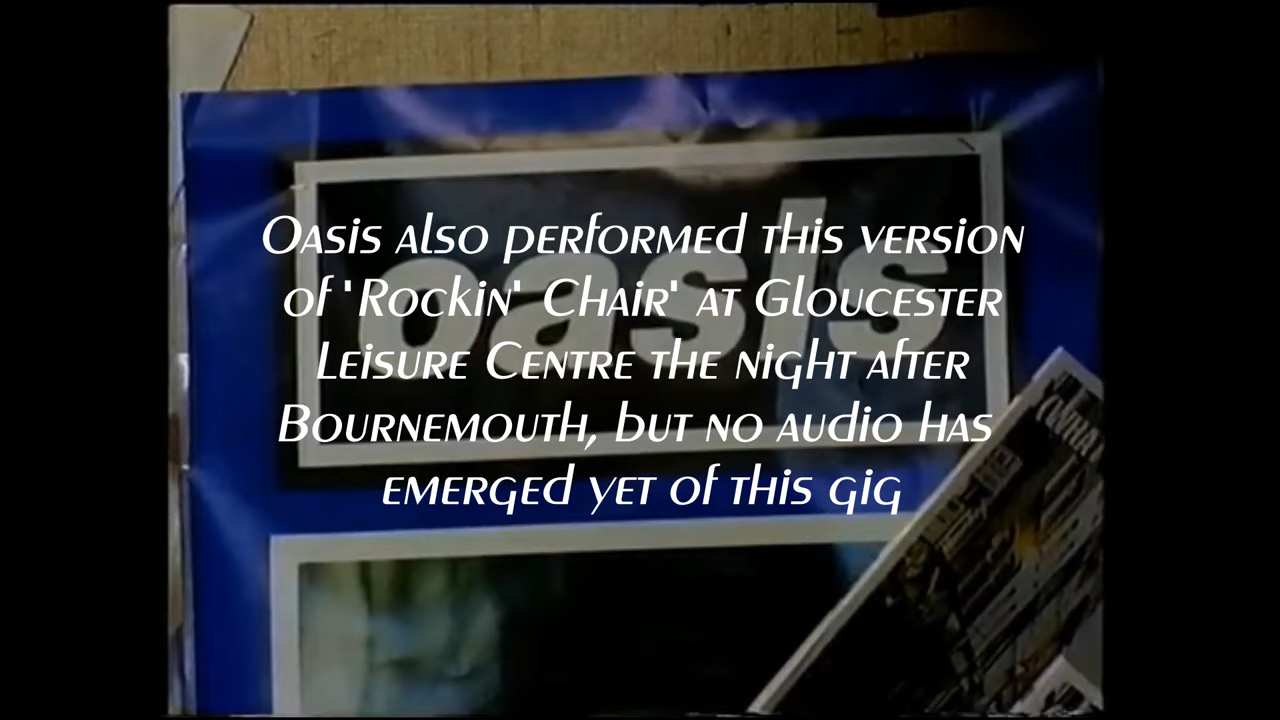 Oasis also performed this version
of 'Rockin' Chair' at Gloucester
Leisure Centre the night after
Bournemouth, but no audio has
emerged yet of this gig
oasis